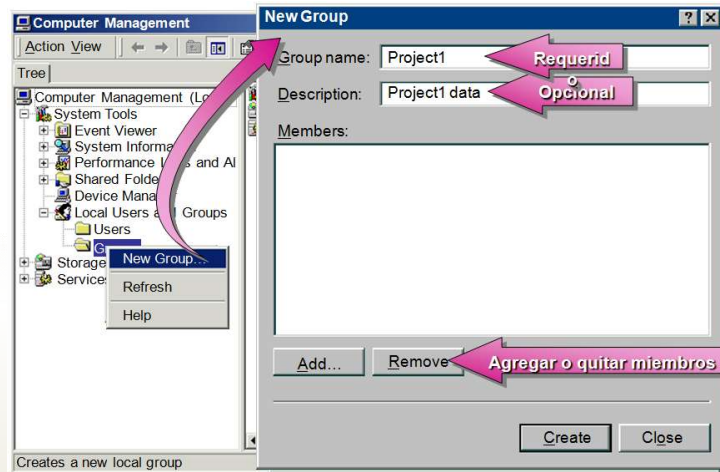 Computer Management
Action View
Tree
Computer Management (Lo
System Tools
Event Viewer
System Informa
Performance L s and Al
Shared Folde
Device Mana
Local Users a d Groups
Users
G
Storage
Service
New Group...
Refresh
Help
Creates a new local group
New Group
Group name: Project1
Requerid
o
Description: Project1 data
Opcional
Members:
Add... Remove
Agregar o quitar miembros
Create Close